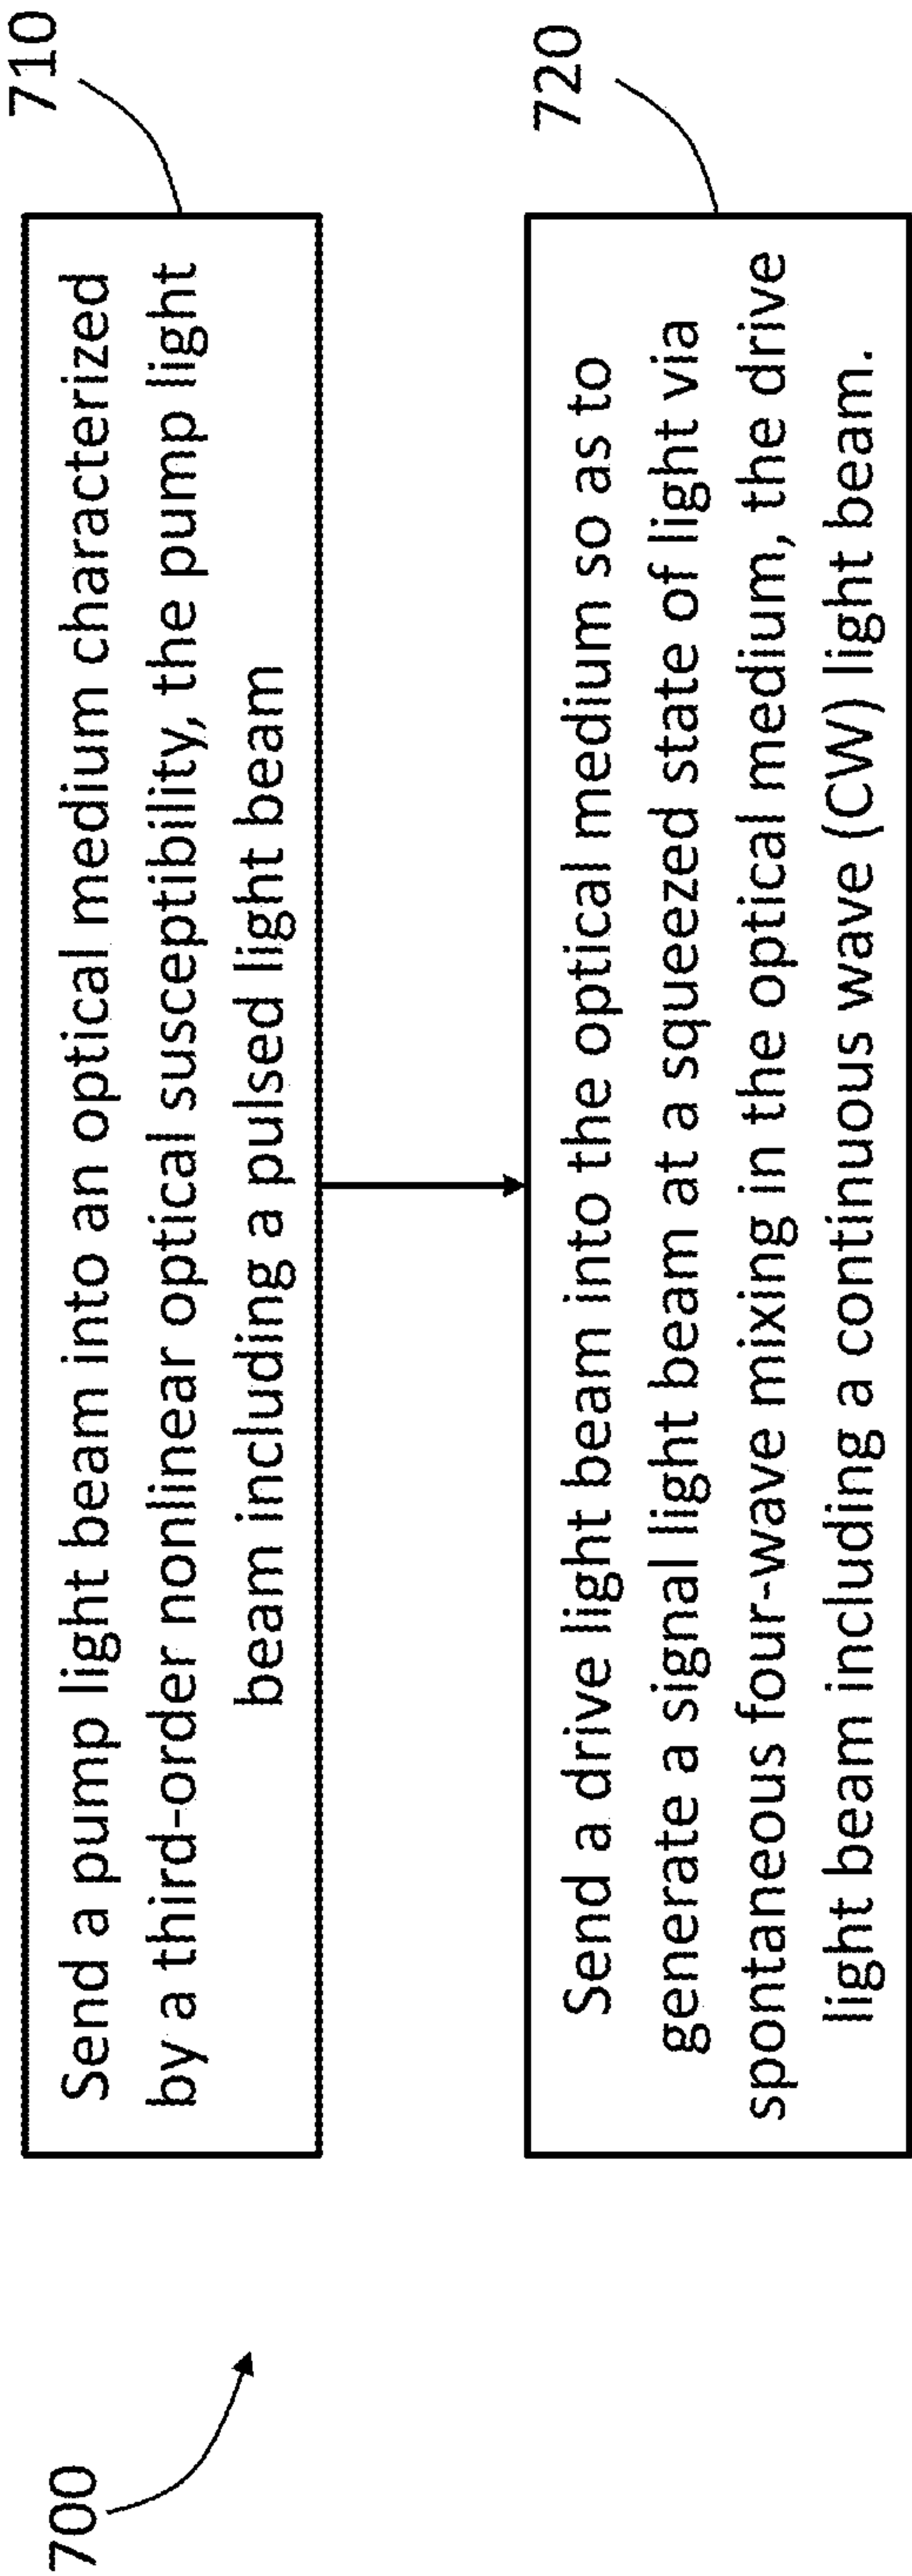 700
710
Send a pump light beam into an optical medium characterized
by a third-order nonlinear optical susceptibility, the pump light
beam including a pulsed light beam
720
Send a drive light beam into the optical medium so as to
generate a signal light beam at a squeezed state of light via
spontaneous four-wave mixing in the optical medium, the drive
light beam including a continuous wave (CW) light beam.